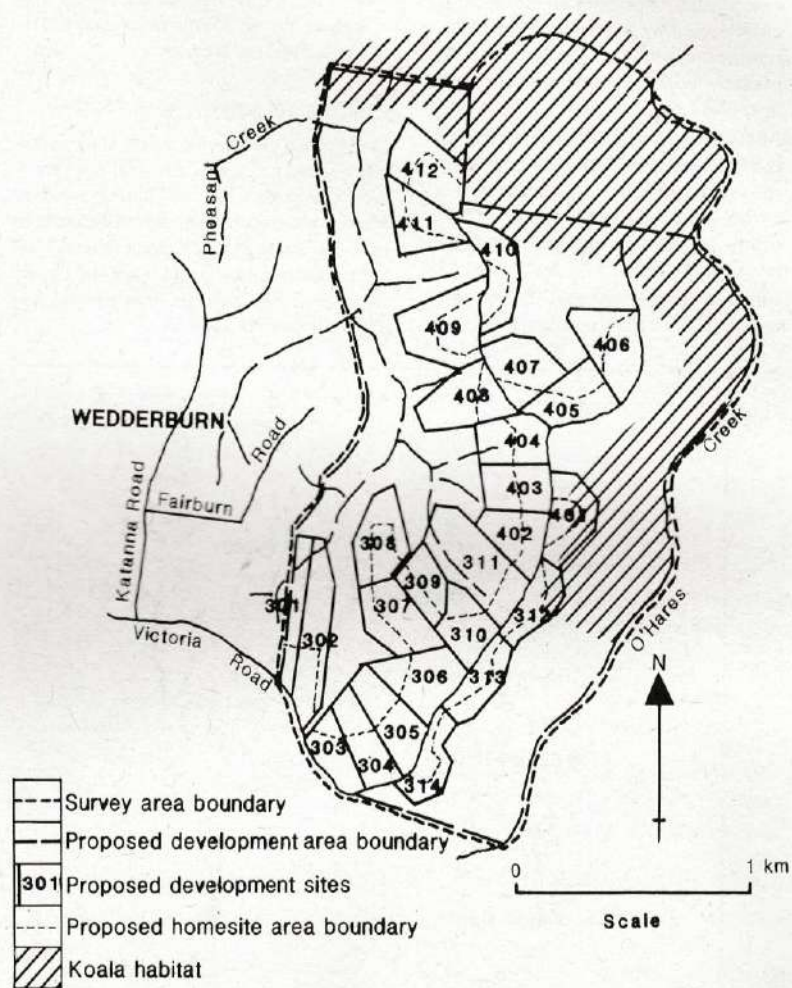 Creek
Pheasant
412
411
410
409
406
407
408
405
WEDDERBURN
404
Creek
Road
403
Katanna Road
Fairburn
401
402
308
311
309
301
312
307
302
310
Victoria
O'Hares
Road
306
313
N
305
303
304
314
Survey area boundary
Proposed development area boundary
301 Proposed development sites
Proposed homesite area boundary
Koala habitat
0 1 km
Scale